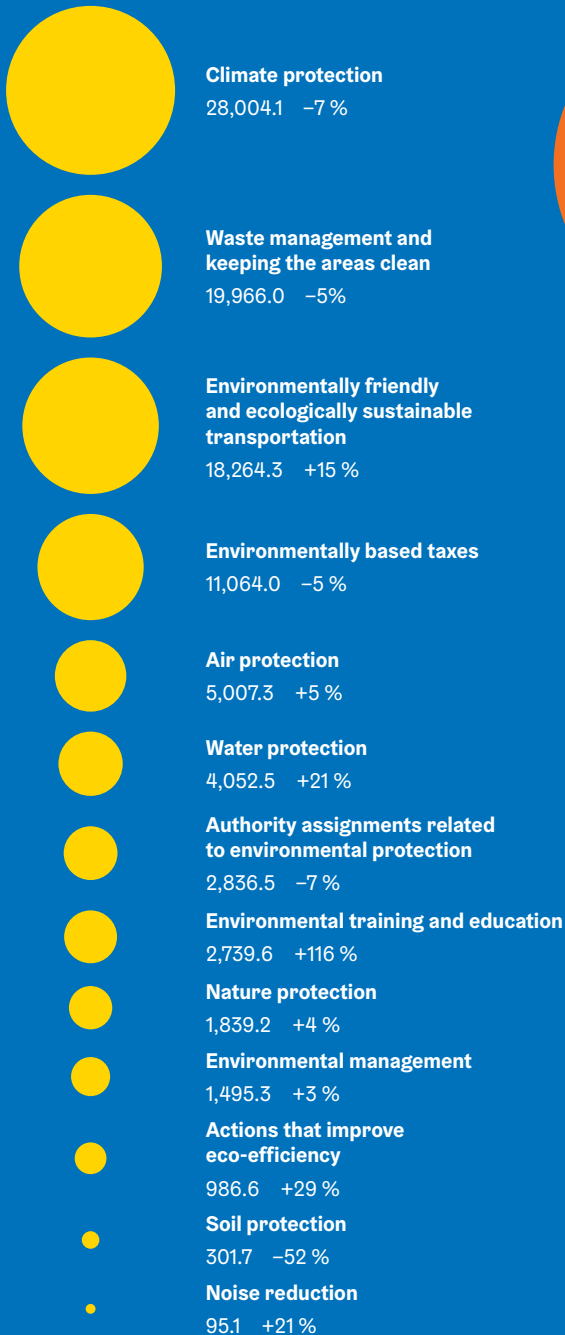 Climate protection
28,004.1 −7 %
Waste management and
keeping the areas clean
19,966.0 −5%
Environmentally friendly
and ecologically sustainable
transportation
18,264.3 +15 %
Environmentally based taxes
11,064.0 −5 %
Air protection
5,007.3 +5 %
Water protection
4,052.5 +21 %
Authority assignments related
to environmental protection
2,836.5 −7 %
Environmental training and education
2,739.6 +116 %
Nature protection
1,839.2 +4 %
Environmental management
1,495.3 +3 %
Actions that improve
eco-efficiency
986.6 +29 %
Soil protection
301.7 −52 %
Noise reduction
95.1 +21 %